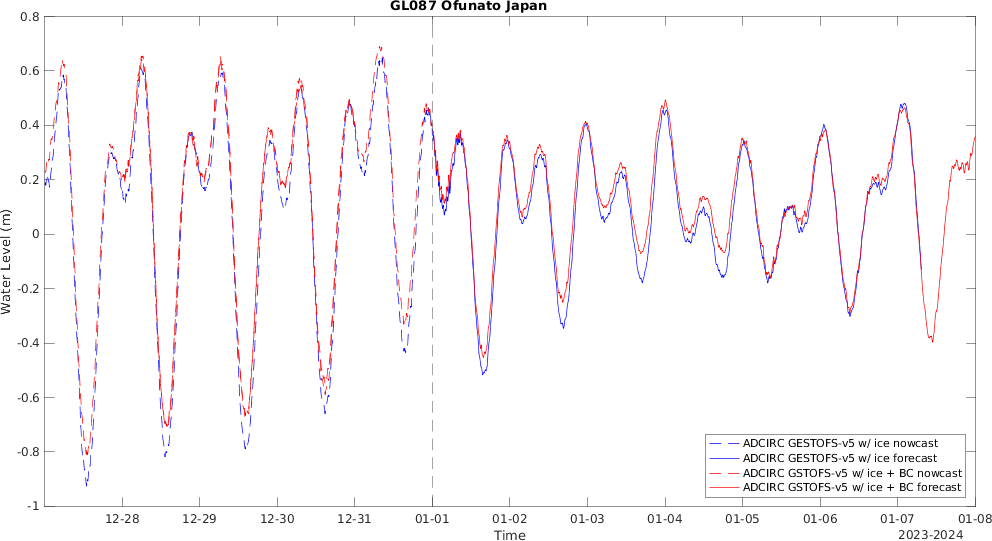 GL087 Ofunato Japan
0.8
0.6
0.4
0.2
0
-0.2
-0.4
-0.6
-0.8
-1
Water Level (m)
ADCIRC GESTOFS-v5 w/ ice nowcast
ADCIRC GESTOFS-v5 w/ ice forecast
ADCIRC GSTOFS-v5 w/ ice + BC nowcast
ADCIRC GSTOFS-v5 w/ ice + BC forecast
12-28 12-29 12-30 12-31 01-01 01-02 01-03 01-04 01-05 01-06 01-07 01-08
Time
2023-2024